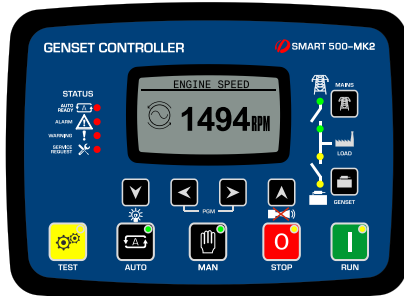 GENSET CONTROLLER
SMART 500-MK2
STATUS
AUTO READY
A
ALARM
WARNING
SERVICE REQUEST
ENGINE SPEED
1494RPM
MAINS
LOAD
GENSET
PGM
TEST
A
AUTO
MAN
O
STOP
I
RUN